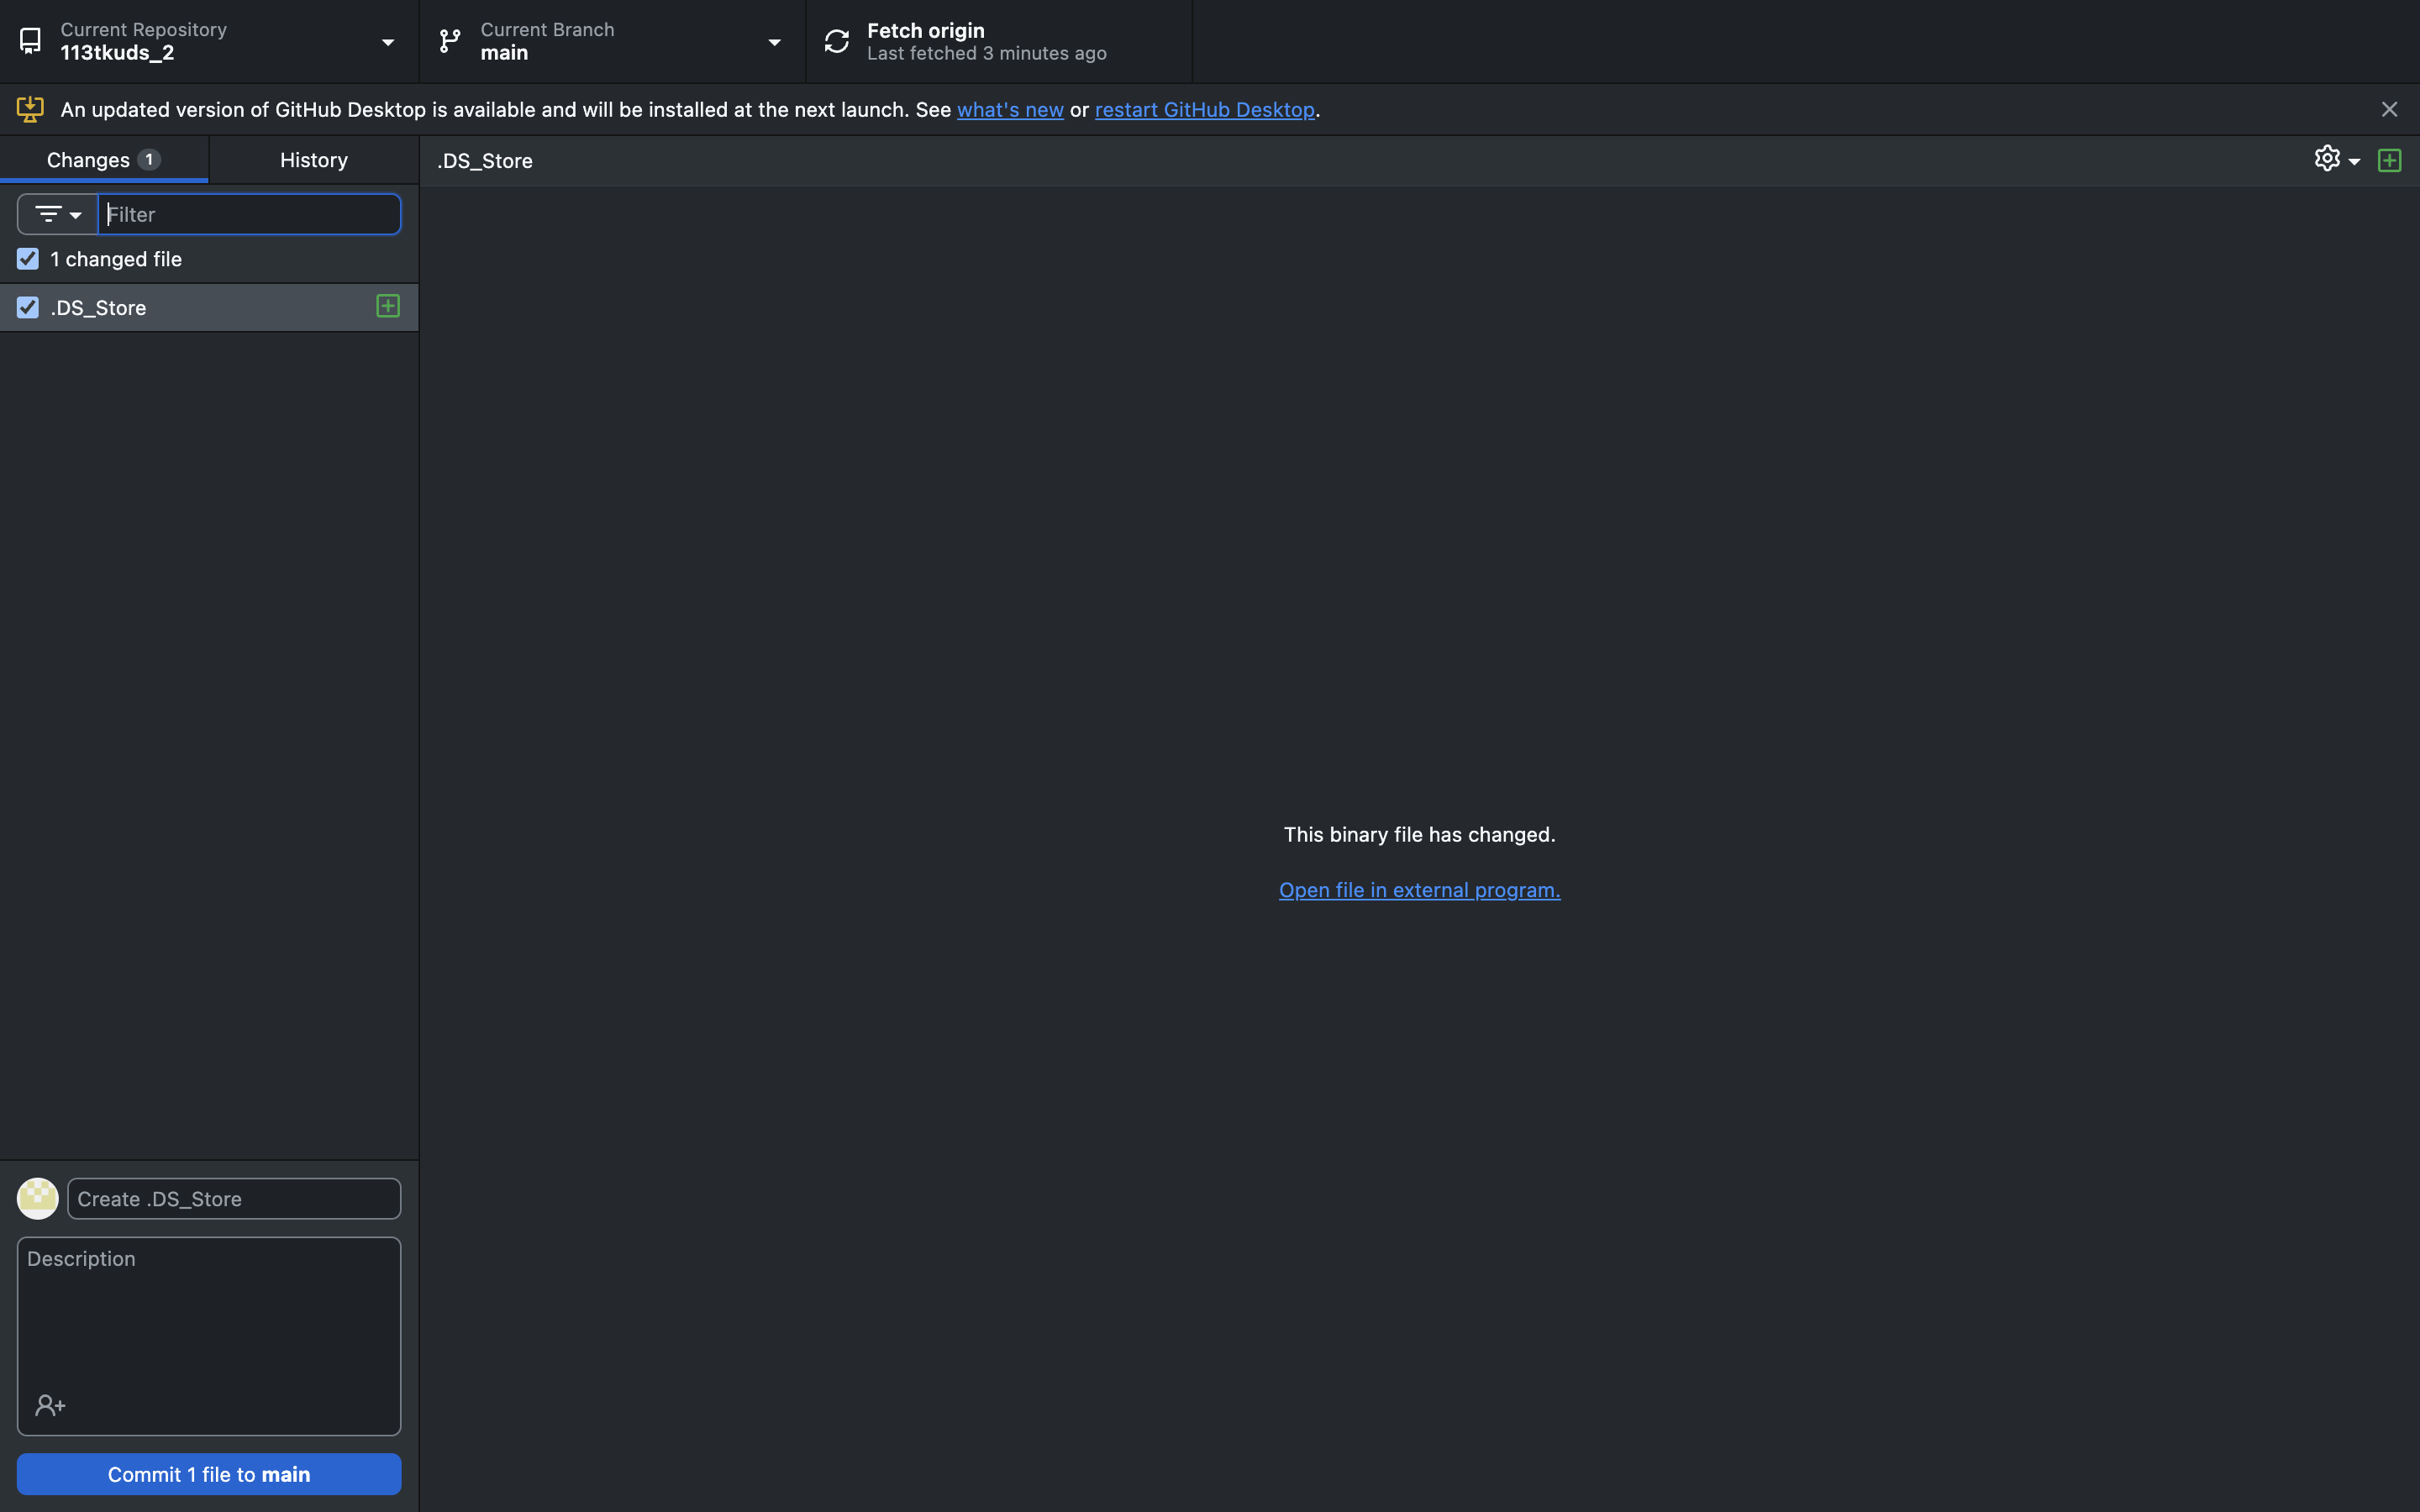 Current Repository
113tkuds_2
Current Branch
main
Fetch origin
Last fetched 3 minutes ago
An updated version of GitHub Desktop is available and will be installed at the next launch. See what's new or restart GitHub Desktop.
Changes 1
History
.DS_Store
Filter
1 changed file
.DS_Store
This binary file has changed.
Open file in external program.
Create .DS_Store
Description
Commit 1 file to main